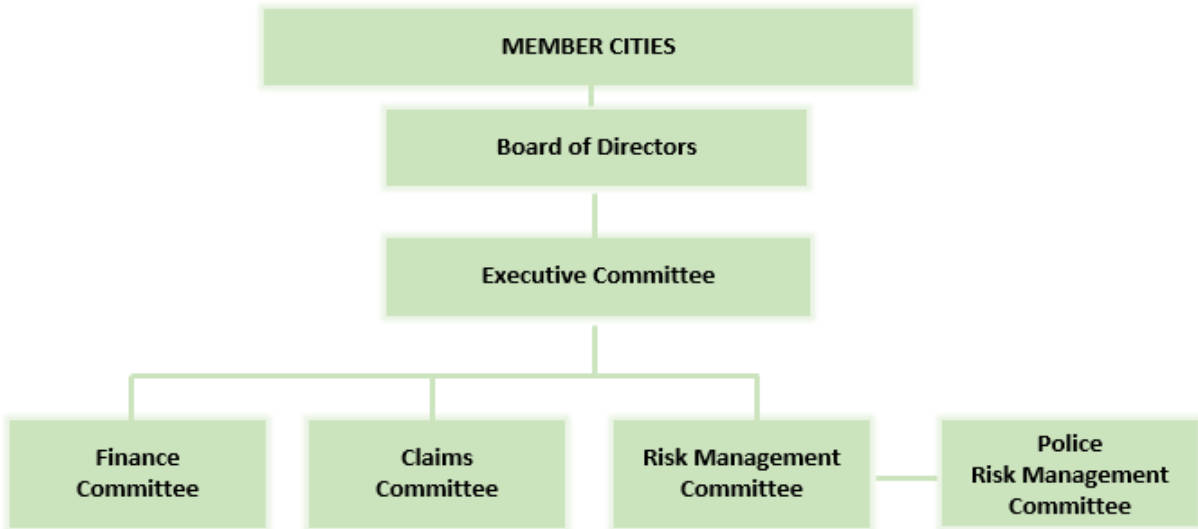 MEMBER CITIES
Board of Directors
Executive Committee
Finance
Committee
Claims
Committee
Risk Management
Committee
Police
Risk Management
Committee